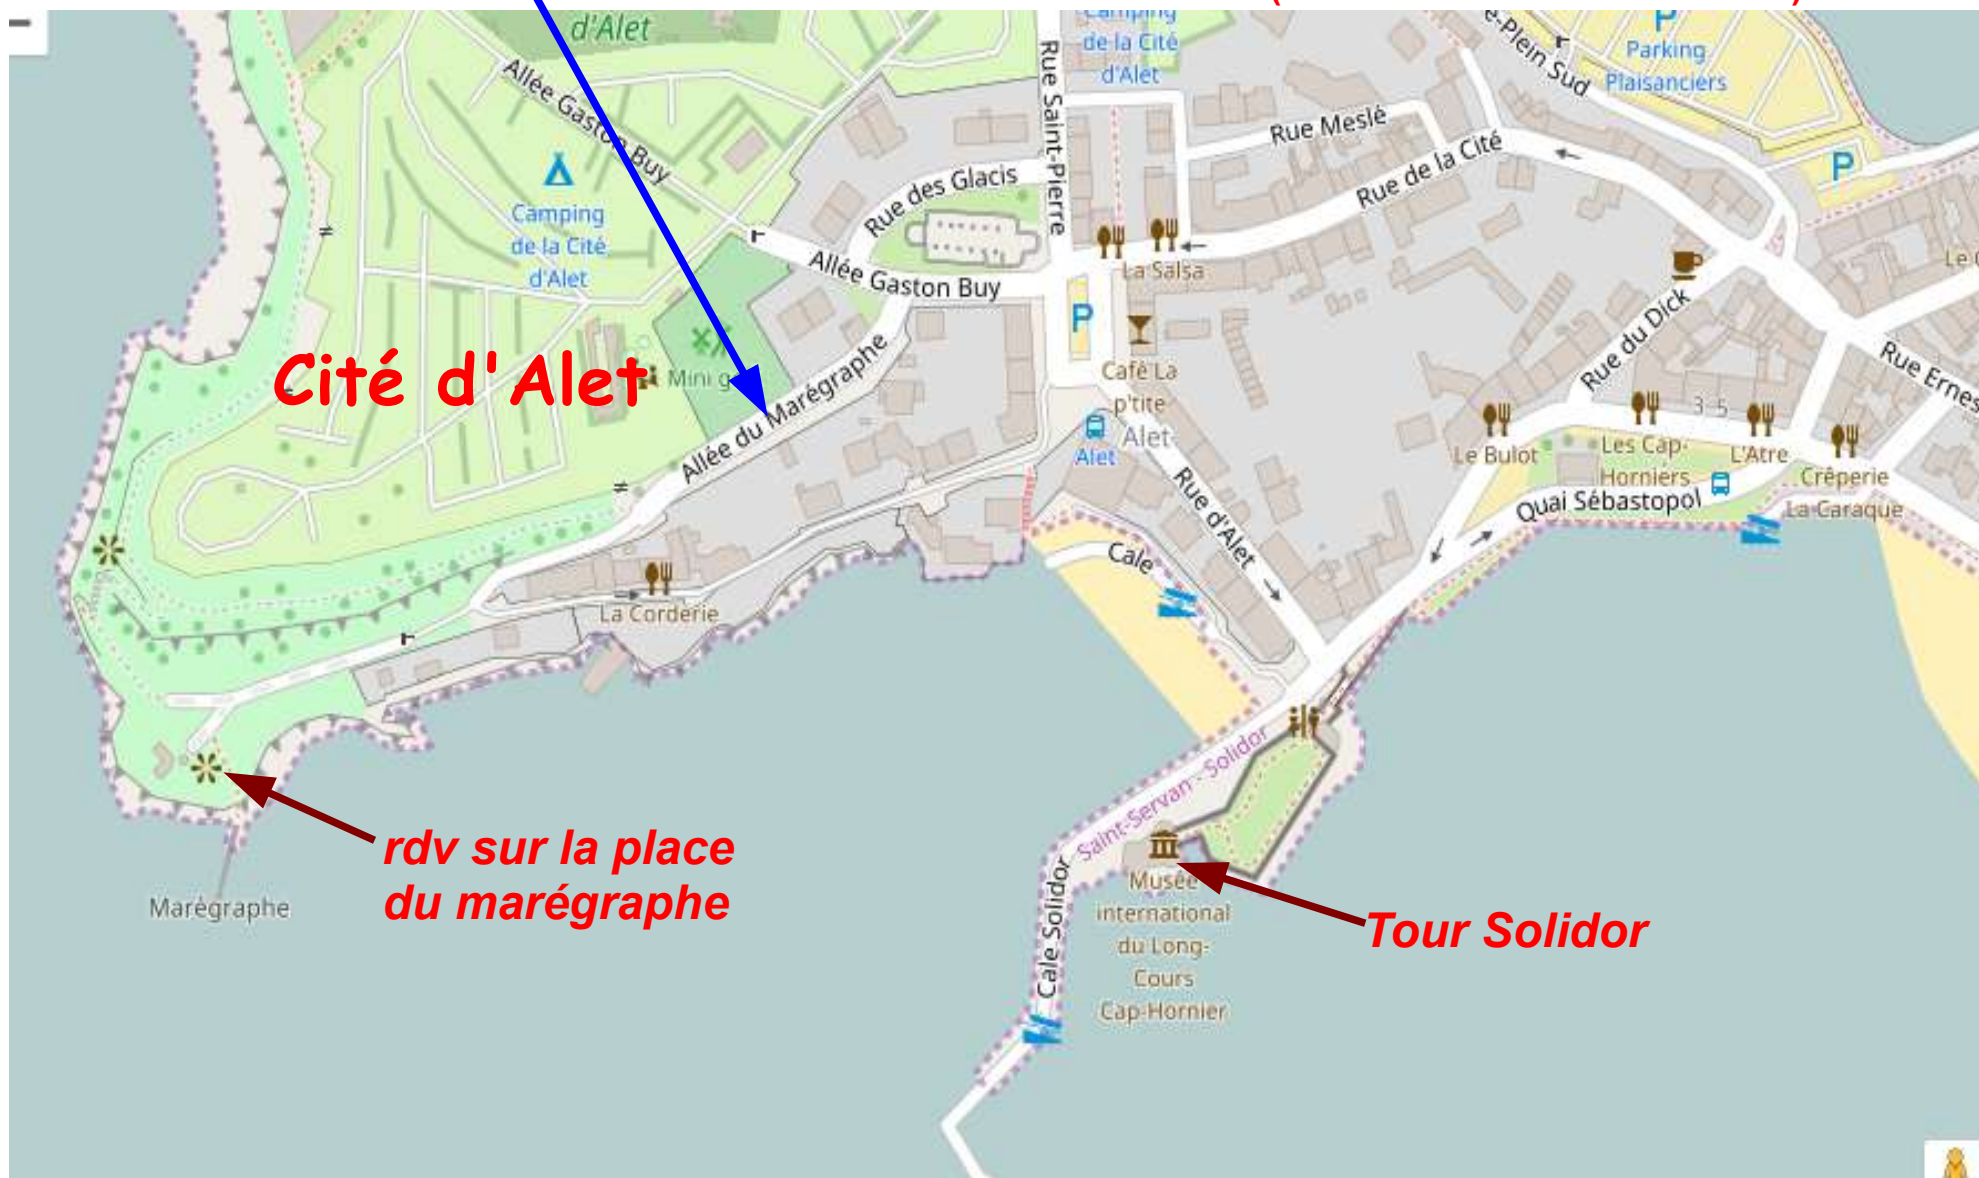 d'Alet
Camping
de la Cité
d'Alet
Rue Saint-Pierre
e-Plein Sud
P
Parking
Plaisanciers
Allée Gaston Buy
Rue Meslé
Rue de la Cité
P
Camping
de la Cité
d'Alet
Rue des Glacis
Allée Gaston Buy
La Salsa
Rue du Dick
P
Cité d'Alet
Mini g
Allée du Marégraphe
Café La
p'tite
Alet
Alet
Rue d'Alet
Rue Ernes
3 5
Le Bulot
Les Cap-
Horniers
L'Atre
Crêperie
La Caraque
Quai Sébastopol
Cale
La Corderie
Saint-Servan - Solidor
rdv sur la place
du marégraphe
Marégraphe
Cale Solidor
Musée
international
du Long-
Cours
Cap-Hornier
Tour Solidor